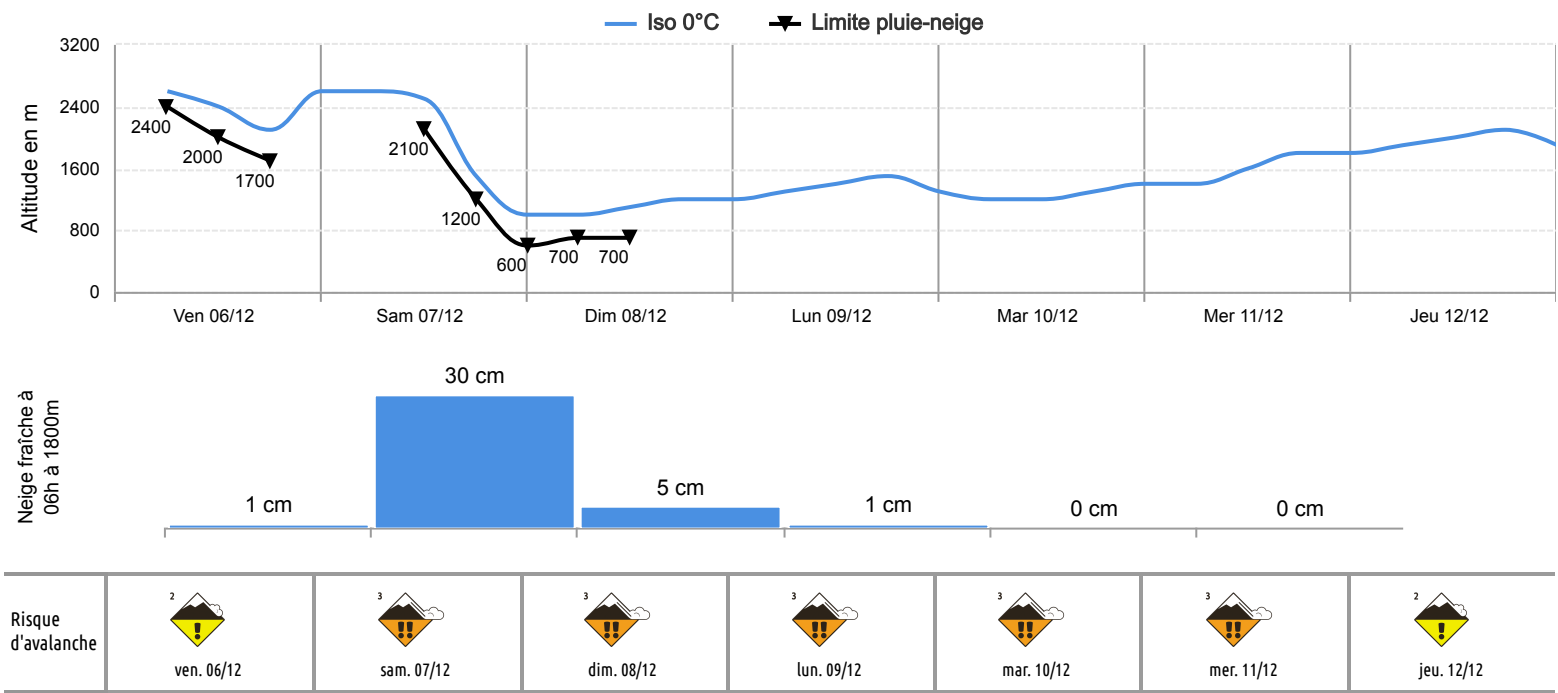 Iso 0°C Limite pluie-neige
Altitude en m
3200
2400
1600
800
0
2400
2000
1700
2100
1200
600
700
700
Ven 06/12 Sam 07/12 Dim 08/12 Lun 09/12 Mar 10/12 Mer 11/12 Jeu 12/12
Neige fraîche à
06h à 1800m
1 cm
30 cm
5 cm
1 cm
0 cm
0 cm
Risque
d'avalanche
2 3 3 3 3 3 2
! !! !! !! !! !! !
ven. 06/12 sam. 07/12 dim. 08/12 lun. 09/12 mar. 10/12 mer. 11/12 jeu. 12/12